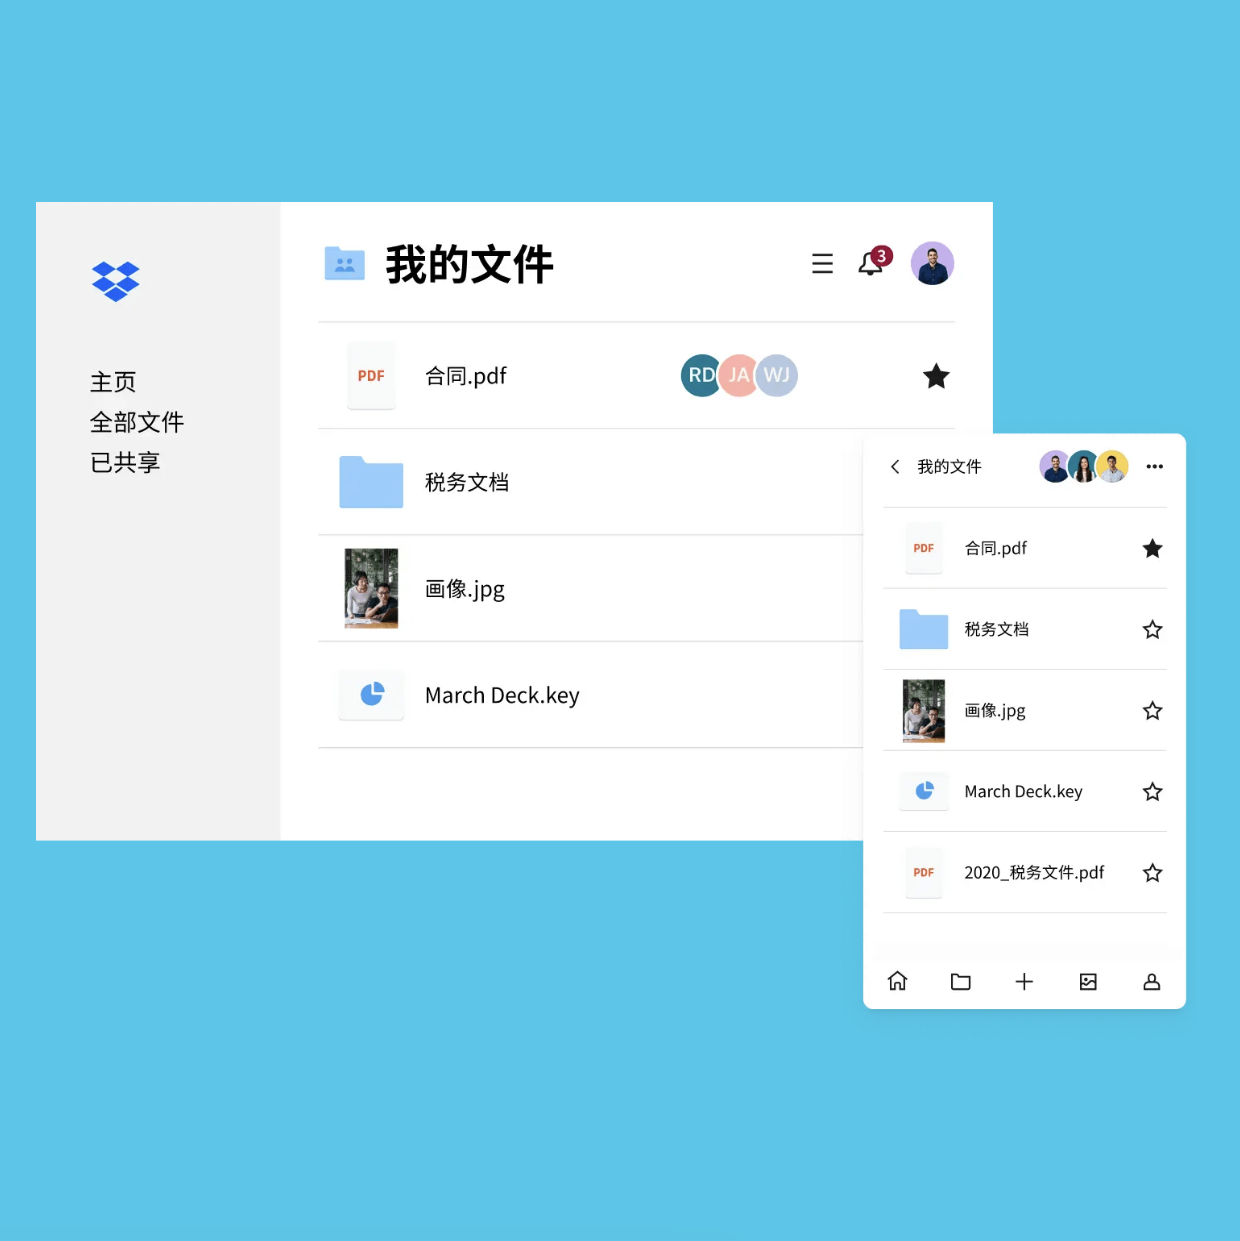 我的文件
3
主页
全部文件
已共享
PDF
合同.pdf
RD JA WJ
税务文档
画像.jpg
March Deck.key
我的文件
PDF
合同.pdf
税务文档
画像.jpg
March Deck.key
PDF
2020_税务文件.pdf